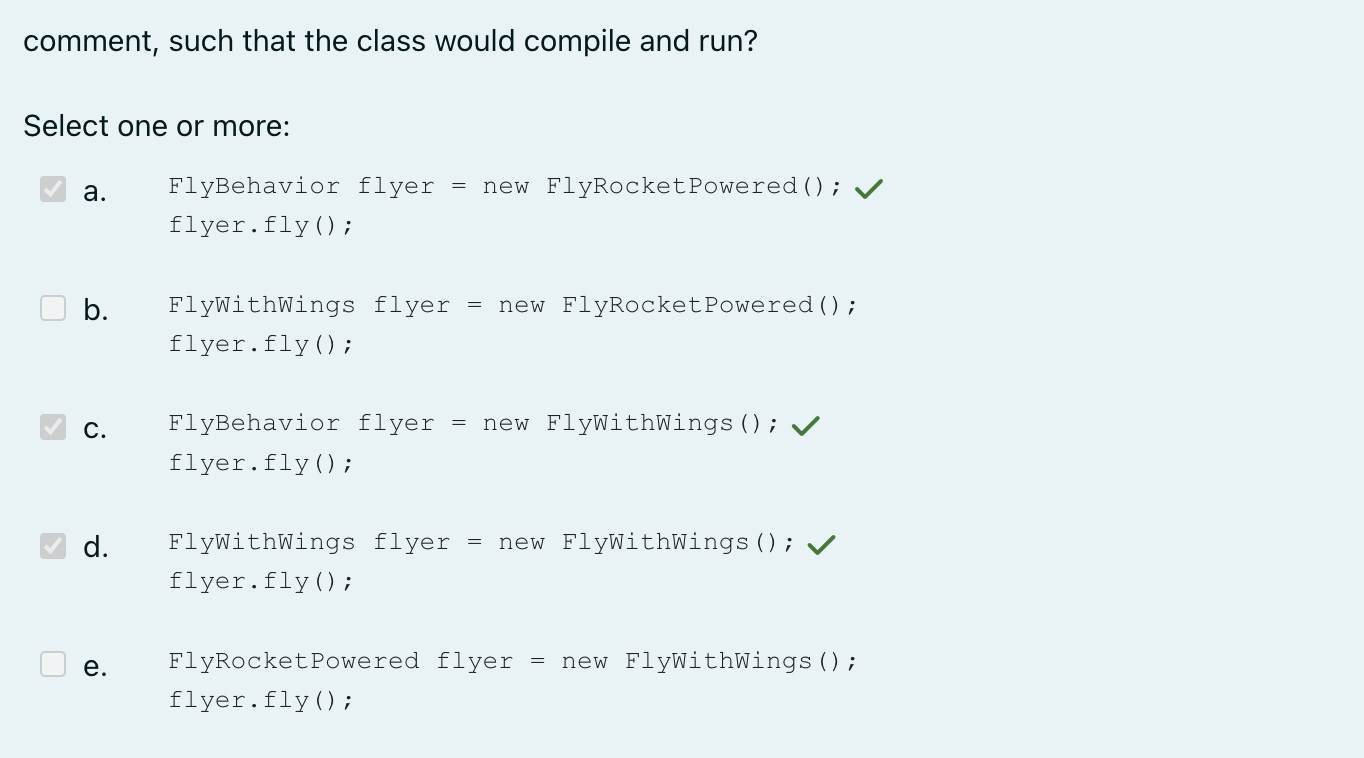 comment, such that the class would compile and run?
Select one or more:
a. FlyBehavior flyer = new FlyRocketPowered();
flyer.fly();
b. FlyWithWings flyer = new FlyRocketPowered();
flyer.fly();
c. FlyBehavior flyer = new FlyWithWings();
flyer.fly();
d. FlyWithWings flyer = new FlyWithWings();
flyer.fly();
e. FlyRocketPowered flyer = new FlyWithWings();
flyer.fly();